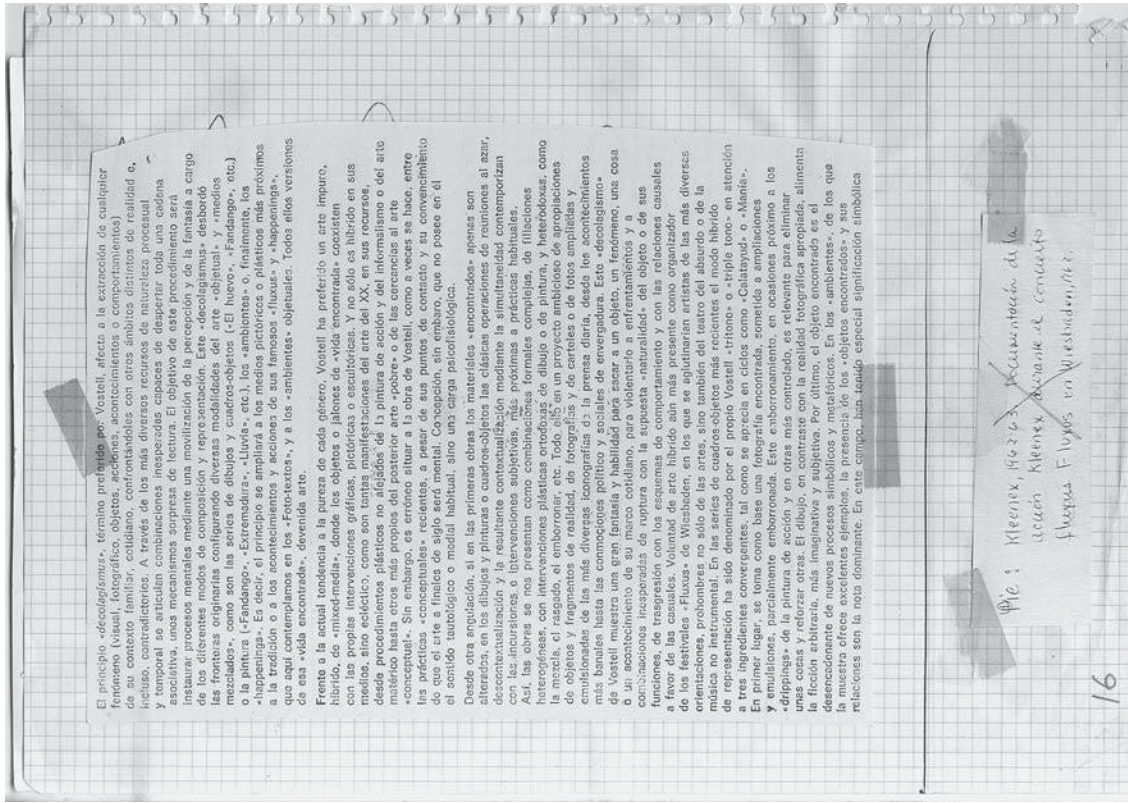 El principio «décolagismus», término preferido por Vostell, afecta a la extracción de cualquier
fenómeno (visual, fotográfico, objetos, acciones, acontecimientos o comportamientos)
de su contexto familiar, cotidiano, confrontándolos con otros ámbitos distintos de realidad e,
incluso, contradictorios. A través de los más diversos recursos de naturaleza procesual
y temporal se articulen combinaciones inesperadas capaces de despertar toda una cadena
asociativa, unos mecanismos sorpresa de lectura. El objetivo de este procedimiento será
instaurar procesos mentales mediante una movilización de la percepción y de la fantasía a cargo
de los diferentes modos de composición y representación. Este «decolagismus» desbordó
las fronteras originarias configurando diversas modalidades del arte «objetual» y «medios
mezclados», como son las series de dibujos y cuadros-objetos («El huevo», «Fandango», etc.)
o la pintura («Fandango», «Extremadura», «Lluvia», etc.), los «ambientes» o, finalmente, los
«happenings». Es decir, el principio se ampliará a los medios pictóricos o plásticos más próximos
a la tradición o a los acontecimientos y acciones de sus famosos «fluxus» y «happenings»,
que aquí contemplamos en los «Foto-textos», y a los «ambientes» objetuales. Todos ellos versiones
de esa «vida encontrada», devenida arte.
Frente a la actual tendencia a la pureza de cada género, Vostell ha preferido un arte impuro,
híbrido, de «mixed-media», donde los objetos o jalones de «vida encontrada» coexisten
con las propias intervenciones gráficas, pictóricas o escultóricas. Y no sólo es híbrido en sus
medios, sino ecléctico, como son tantas manifestaciones del arte del XX, en sus recursos,
desde procedimientos plásticos no alejados de la pintura de acción y del informalismo o del arte
matérico hasta otros más propios del posterior arte «pobre» o de las cercanías al arte
«conceptual». Sin embargo, es erróneo situar a la obra de Vostell, como a veces se hace, entre
las prácticas «conceptuales» recientes, a pesar de sus puntos de contacto y su convencimiento
de que el arte a finales de siglo será mental. Concepción, sin embargo, que no posee en él
el sentido tautológico o modial habitual, sino una carga psicofisiológica.
Desde otra angulación, si en las primeras obras los materiales «encontrados» apenas son
alterados, en los dibujos y pinturas o cuadros-objetos las clásicas operaciones de reuniones al azar,
descontextualización y la resultante contextualización mediante la simultaneidad contemporizan
con las incursiones e intervenciones subjetivas, más próximas a prácticas habituales.
Así, las obras se nos presentan como combinaciones formales complejas, de filiaciones
heterogéneas, con intervenciones plásticas ortodoxas de dibujo o de pintura, y heterodoxas, como
la mezcla, el rasgado, el emborronar, etc. Todo ello en un proyecto ambicioso de apropiaciones
de objetos y fragmentos de realidad, de fotografías y de carteles o de fotos ampliadas y
emulsionadas de las más diversas iconografías da la prensa diaria, desde los acontecimientos
más banales hasta las conmociones político y sociales de envergadura. Este «decolagismo»
de Vostell muestra una gran fantasía y habilidad para sacar a un objeto, un fenómeno, una cosa
o un acontecimiento de su marco cotidiano, para violentarlo a enfrentamientos y a
combinaciones inesperadas de ruptura con la supuesta «naturalidad» del objeto o de sus
funciones, de trasgresión con los esquemas de comportamiento y con las relaciones causales
a favor de las casuales. Voluntad de arte híbrido aún más presente como organizador
de los festivales «Fluxus» de Wiesbaden, en los que se aglutinarían artistas de las más diversas
orientaciones, prohombres no sólo de las artes, sino también del teatro del absurdo o de la
música no instrumental. En las series de cuadros-objetos más recientes el modo híbrido
de representación ha sido denominado por el propio Vostell «tritono» o «triple tono» en atención
a tres ingredientes convergentes, tal como se aprecia en ciclos como «Calatayud» o «Manía».
En primer lugar, se toma como base una fotografía encontrada, sometida a ampliaciones
y emulsiones, parcialmente emborronada. Este emborronamiento, en ocasiones próximo a los
«drippings» de la pintura de acción y en otras más controlado, es relevante para eliminar
unas cosas y reforzar otras. El dibujo, en contraste con la realidad fotográfica apropiada, alimenta
la ficción arbitraria, más imaginativa y subjetiva. Por último, el objeto encontrado es el
desencadenante de nuevos procesos simbólicos y metafóricos. En los «ambientes», de los que
la muestra ofrece excelentes ejemplos, la presencia de los «objetos encontrados» y sus
relaciones son la nota dominante. En este campo han tenido especial significación simbólica
Pie: Kleenex, 1962-63. Documentación de la
acción Kleenex durante el concierto
fluxus Fluxus en Wiesbaden, 1962.
16